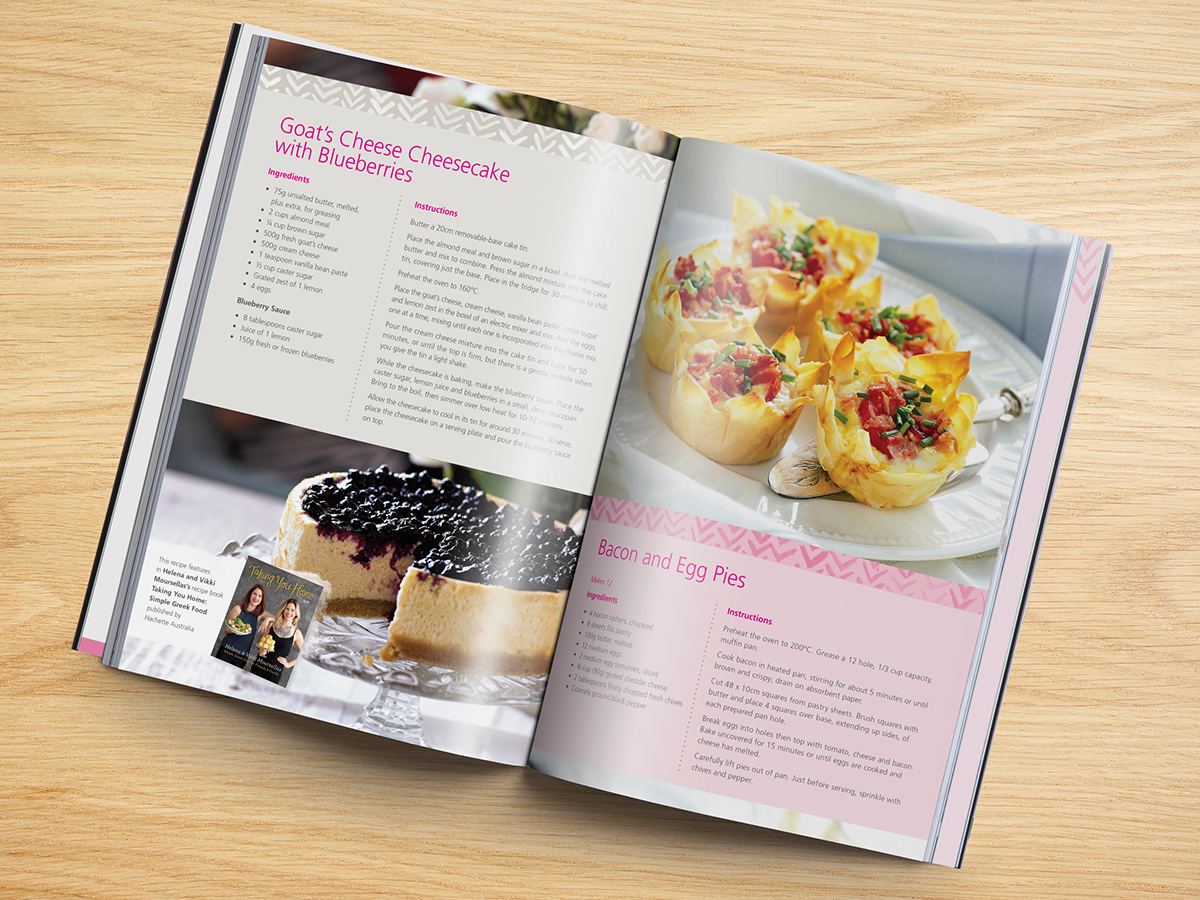 Goat's Cheese Cheesecake
with Blueberries
Ingredients
• 75g unsalted butter, melted,
plus extra, for greasing
• 2 cups almond meal
• ¼ cup brown sugar
• 500g fresh goat's cheese
• 500g cream cheese
• 1 teaspoon vanilla bean paste
• ½ cup caster sugar
• Grated zest of 1 lemon
• 4 eggs
Blueberry Sauce
• 8 tablespoons caster sugar
• Juice of 1 lemon
• 150g fresh or frozen blueberries
Instructions
Butter a 20cm removable-base cake tin.
Place the almond meal and brown sugar in a bowl. Add the melted
butter and mix to combine. Press the almond mixture into the cake
tin, covering just the base. Place in the fridge for 30 minutes to chill.
Preheat the oven to 160ºC.
Place the goat's cheese, cream cheese, vanilla bean paste, caster sugar
and lemon zest in the bowl of an electric mixer and mix. Add the eggs,
one at a time, mixing until each one is incorporated into the cheese mix.
Pour the cream cheese mixture into the cake tin and bake for 50
minutes, or until the top is firm, but there is a gentle wobble when
you give the tin a light shake.
While the cheesecake is baking, make the blueberry sauce. Place the
caster sugar, lemon juice and blueberries in a small, deep saucepan.
Bring to the boil, then simmer over low heat for 10-12 minutes.
Allow the cheesecake to cool in its tin for around 30 minutes. To serve,
place the cheesecake on a serving plate and pour the blueberry sauce
on top.
This recipe features
in Helena and Vikki
Moursellas's recipe book
Taking You Home:
Simple Greek Food
published by
Hachette Australia
Taking You Home
Helena & Vikki Moursellas
Bacon and Egg Pies
Makes 12
Ingredients
• 4 bacon rashers, chopped
• 8 sheets filo pastry
• 100g butter, melted
• 12 medium eggs
• 2 medium egg tomatoes, sliced
• ¾ cup (90g) grated cheddar cheese
• 2 tablespoons finely chopped fresh chives
• Coarsely ground black pepper
Instructions
Preheat the oven to 200ºC. Grease a 12 hole, 1/3 cup capacity,
muffin pan.
Cook bacon in heated pan, stirring for about 5 minutes or until
brown and crispy; drain on absorbent paper.
Cut 48 x 10cm squares from pastry sheets. Brush squares with
butter and place 4 squares over base, extending up sides, of
each prepared pan hole.
Break eggs into holes then top with tomato, cheese and bacon.
Bake uncovered for 15 minutes or until eggs are cooked and
cheese has melted.
Carefully lift pies out of pan. Just before serving, sprinkle with
chives and pepper.